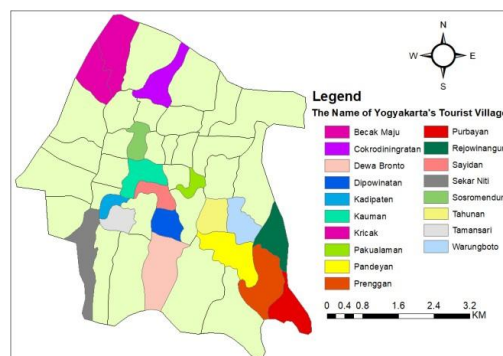 N
W E
S
Legend
The Name of Yogyakarta's Tourist Village
Becak Maju
Cokrodiningratan
Dewa Bronto
Dipowinatan
Kadipaten
Kauman
Kricak
Pakualaman
Pandeyan
Prenggan
Purbayan
Rejowinangun
Sayidan
Sekar Niti
Sosromendur
Tahunan
Tamansari
Warungboto
0 0.4 0.8 1.6 2.4 3.2
KM